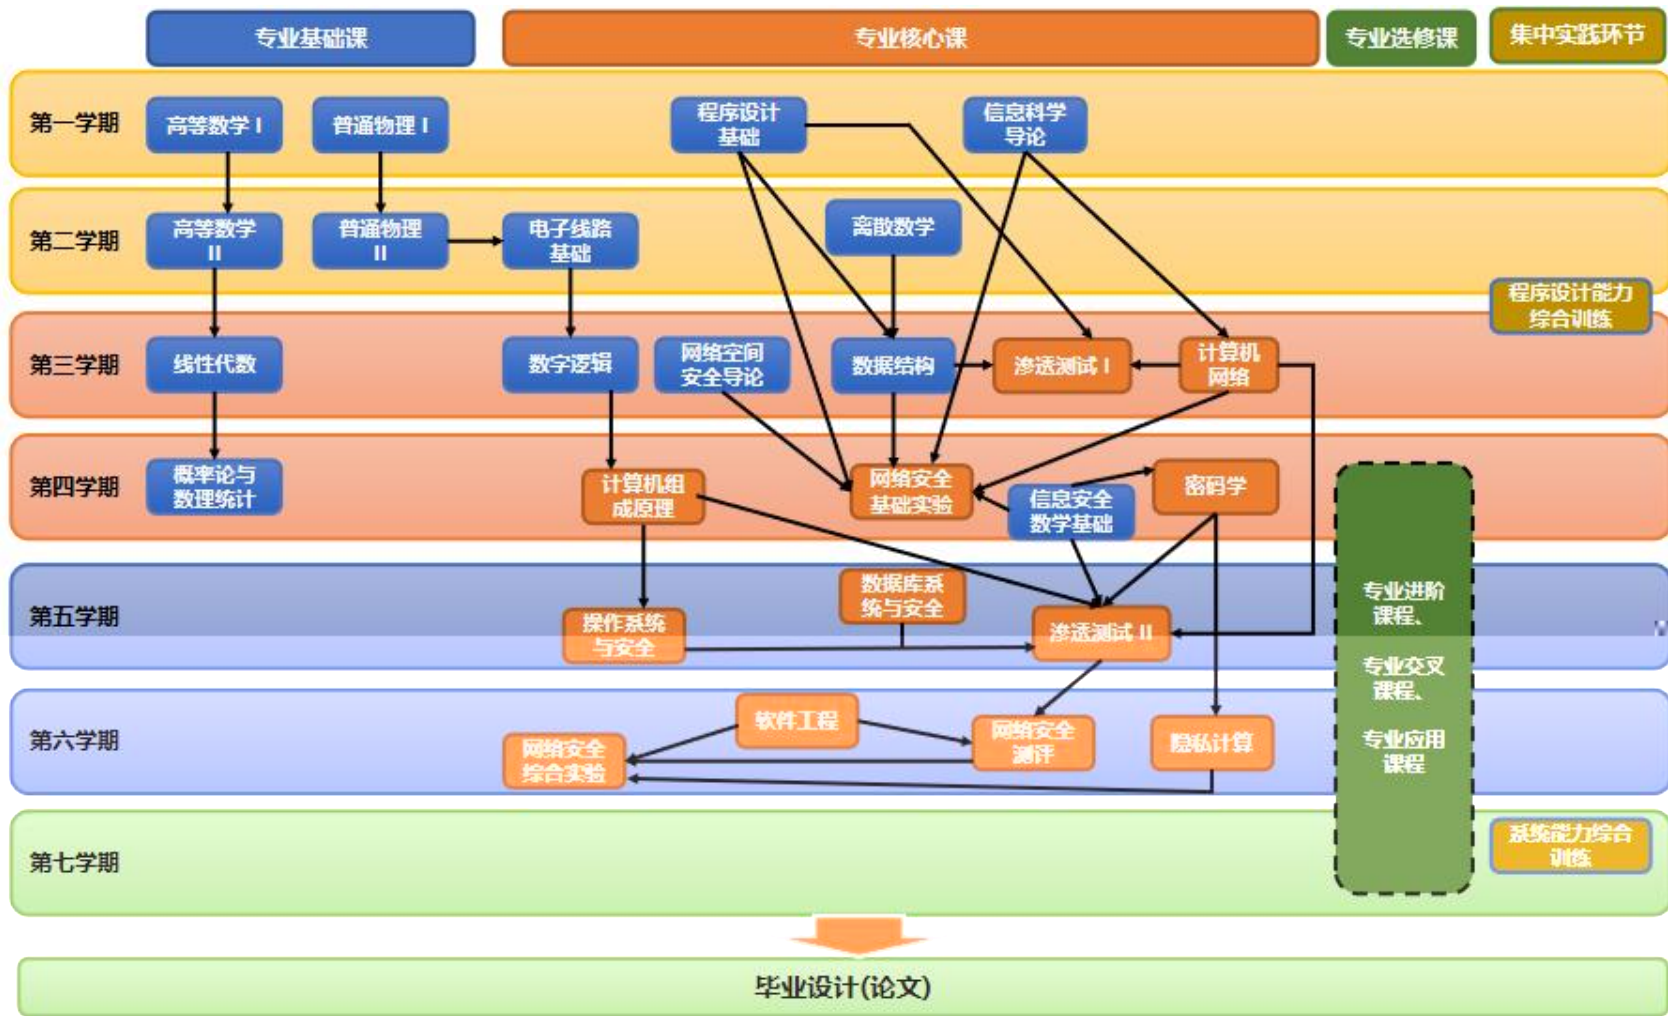 专业基础课
专业核心课
专业选修课
集中实践环节
第一学期
高等数学 I
普通物理 I
程序设计
基础
信息科学
导论
第二学期
高等数学
II
普通物理
II
电子线路
基础
离散数学
程序设计能力
综合训练
第三学期
线性代数
数字逻辑
网络空间
安全导论
数据结构
渗透测试 I
计算机
网络
第四学期
概率论与
数理统计
计算机组
成原理
网络安全
基础实验
信息安全
数学基础
密码学
第五学期
操作系统
与安全
数据库系
统与安全
渗透测试 II
专业进阶
课程、
专业交叉
课程、
专业应用
课程
第六学期
网络安全
综合实验
软件工程
网络安全
测评
隐私计算
第七学期
系统能力综合
训练
毕业设计(论文)